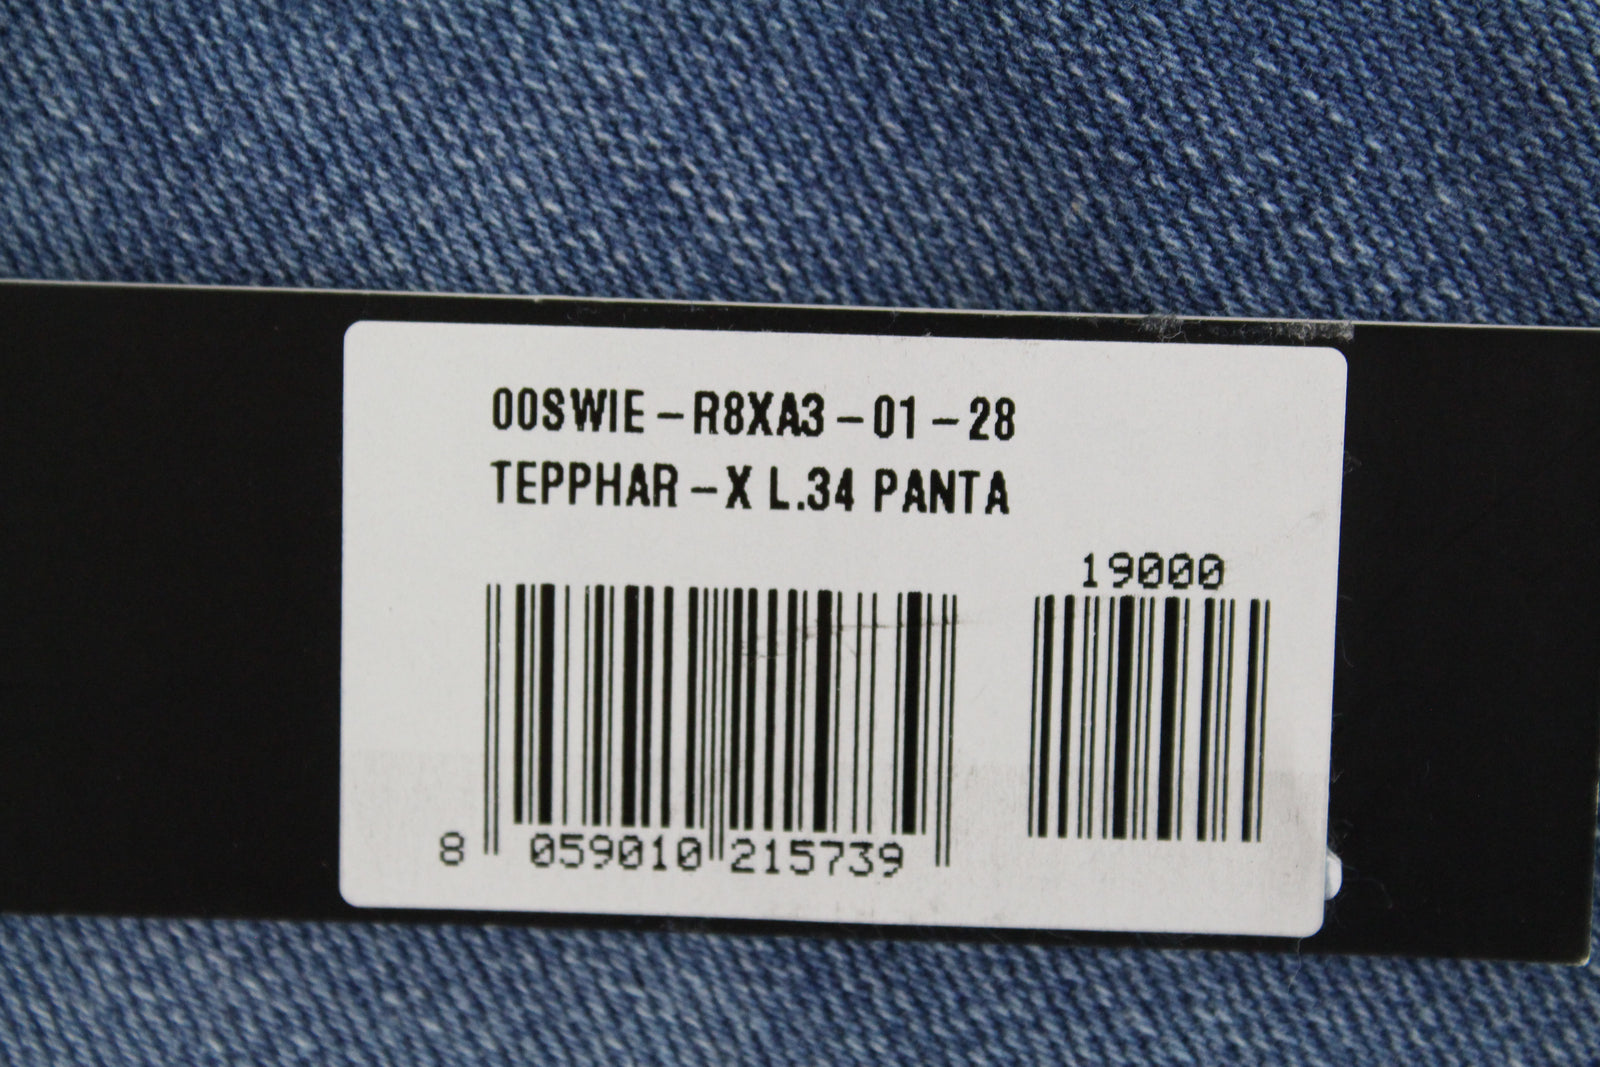 00SWIE-R8XA3-01-28
TEPPHAR-X L.34 PANTA
19000
8 059010 215739